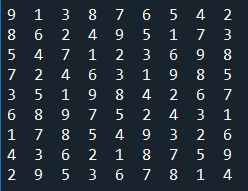 9 1 3 8 7 6 5 4 2
8 6 2 4 9 5 1 7 3
5 4 7 1 2 3 6 9 8
7 2 4 6 3 1 9 8 5
3 5 1 9 8 4 2 6 7
6 8 9 7 5 2 4 3 1
1 7 8 5 4 9 3 2 6
4 3 6 2 1 8 7 5 9
2 9 5 3 6 7 8 1 4